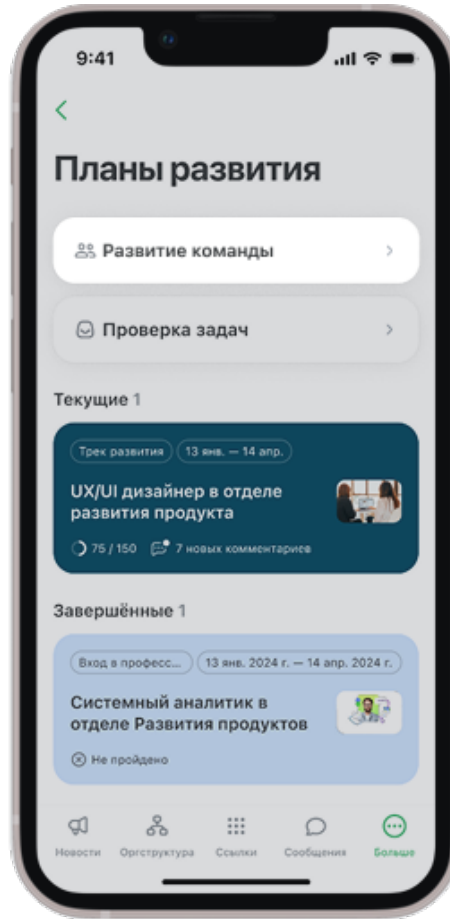 9:41
Планы развития
Развитие команды
Проверка задач
Текущие 1
Трек развития 13 янв. — 14 апр.
UX/UI дизайнер в отделе
развития продукта
75 / 150 7 новых комментариев
Завершённые 1
Вход в професс... 13 янв. 2024 г. — 14 апр. 2024 г.
Системный аналитик в
отделе Развития продуктов
Не пройдено
Новости Оргструктура Ссылки Сообщения Больше